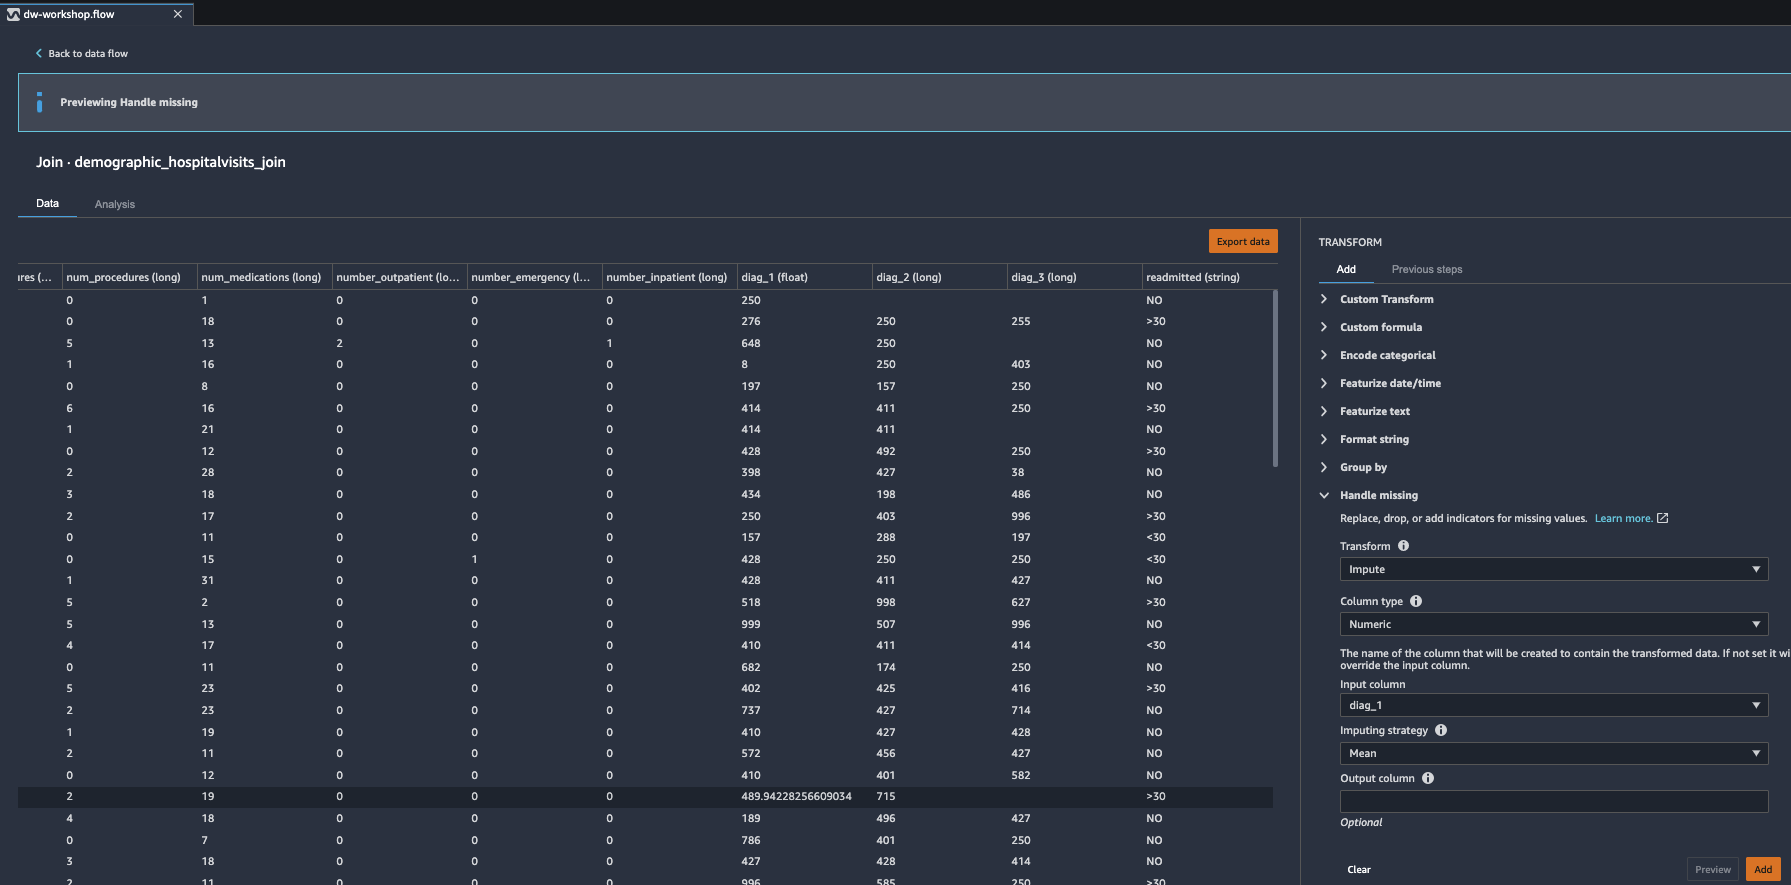 dw-workshop.flow
Back to data flow
Previewing Handle missing
Join · demographic_hospitalvisits_join
Data Analysis
Export data
ures (... num_procedures (long) num_medications (long) number_outpatient (lo... number_emergency (l... number_inpatient (long) diag_1 (float) diag_2 (long) diag_3 (long) readmitted (string)
0 1 0 0 0 250 NO
0 18 0 0 0 276 250 255 >30
5 13 2 0 1 648 250 NO
1 16 0 0 0 8 250 403 NO
0 8 0 0 0 197 157 250 NO
6 16 0 0 0 414 411 250 >30
1 21 0 0 0 414 411 NO
0 12 0 0 0 428 492 250 >30
2 28 0 0 0 398 427 38 NO
3 18 0 0 0 434 198 486 NO
2 17 0 0 0 250 403 996 >30
0 11 0 0 0 157 288 197 <30
0 15 0 1 0 428 250 250 <30
1 31 0 0 0 428 411 427 NO
5 2 0 0 0 518 998 627 >30
5 13 0 0 0 999 507 996 NO
4 17 0 0 0 410 411 414 <30
0 11 0 0 0 682 174 250 NO
5 23 0 0 0 402 425 416 >30
2 23 0 0 0 737 427 714 NO
1 19 0 0 0 410 427 428 NO
2 11 0 0 0 572 456 427 NO
0 12 0 0 0 410 401 582 NO
2 19 0 0 0 489.94228256609034 715 >30
4 18 0 0 0 189 496 427 NO
0 7 0 0 0 786 401 250 NO
3 18 0 0 0 427 428 414 NO
2 11 0 0 0 996 585 250 >30
TRANSFORM
Add Previous steps
Custom Transform
Custom formula
Encode categorical
Featurize date/time
Featurize text
Format string
Group by
Handle missing
Replace, drop, or add indicators for missing values. Learn more.
Transform
Impute
Column type
Numeric
The name of the column that will be created to contain the transformed data. If not set it wi
override the input column.
Input column
diag_1
Imputing strategy
Mean
Output column
Optional
Clear Preview Add